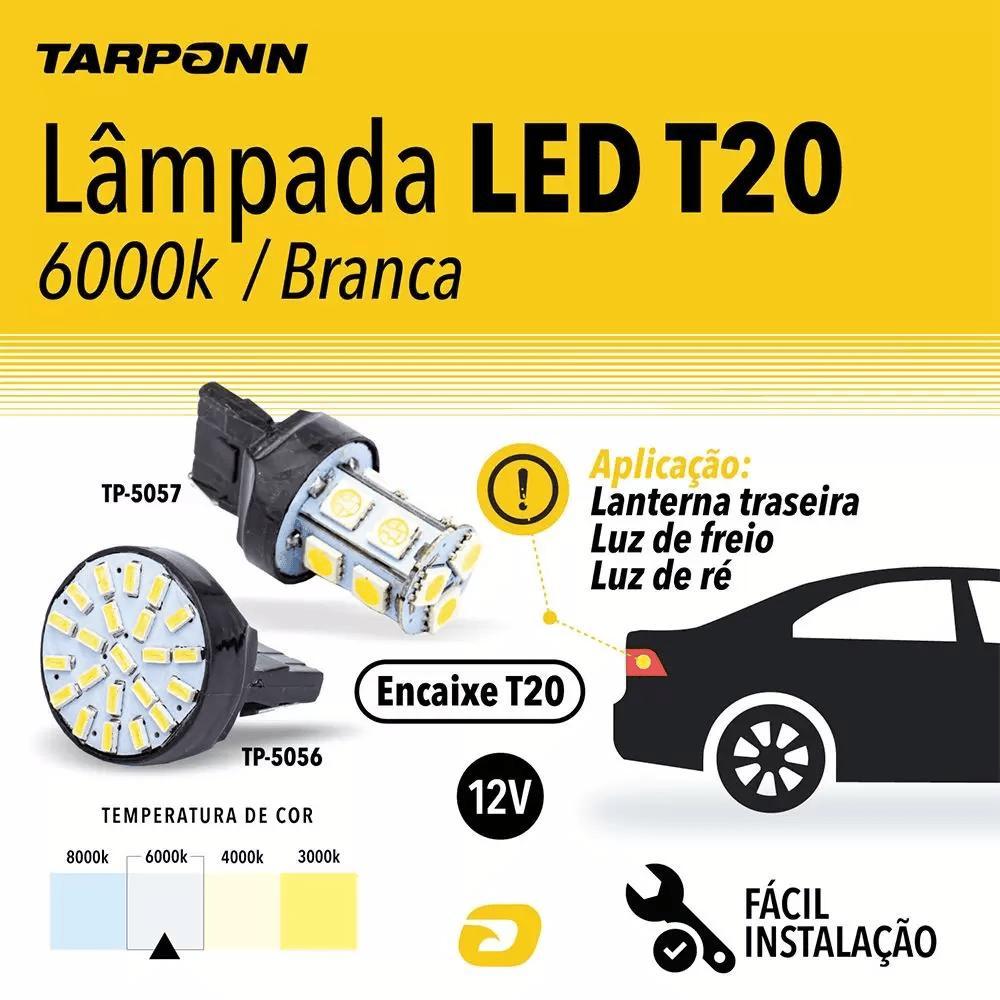 TARPONN
Lâmpada LED T20
6000k / Branca
TP-5057
Aplicação:
Lanterna traseira
Luz de freio
Luz de ré
Encaixe T20
TP-5056
12V
TEMPERATURA DE COR
8000k 6000k 4000k 3000k
FÁCIL
INSTALAÇÃO